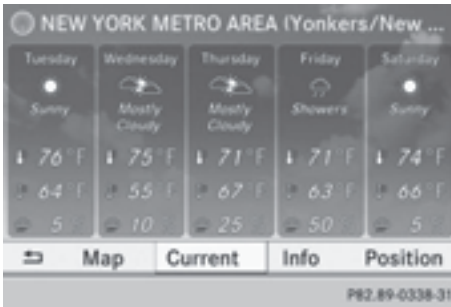 NEW YORK METRO AREA (Yonkers/New ...
Tuesday Wednesday Thursday Friday Saturday
Sunny Mostly Cloudy Mostly Cloudy Showers Sunny
76°F 75°F 71°F 71°F 74°F
64°F 55°F 67°F 63°F 66°F
5 % 10 % 25 % 50 % 5 %
Map Current Info Position
P82.89-0338-31